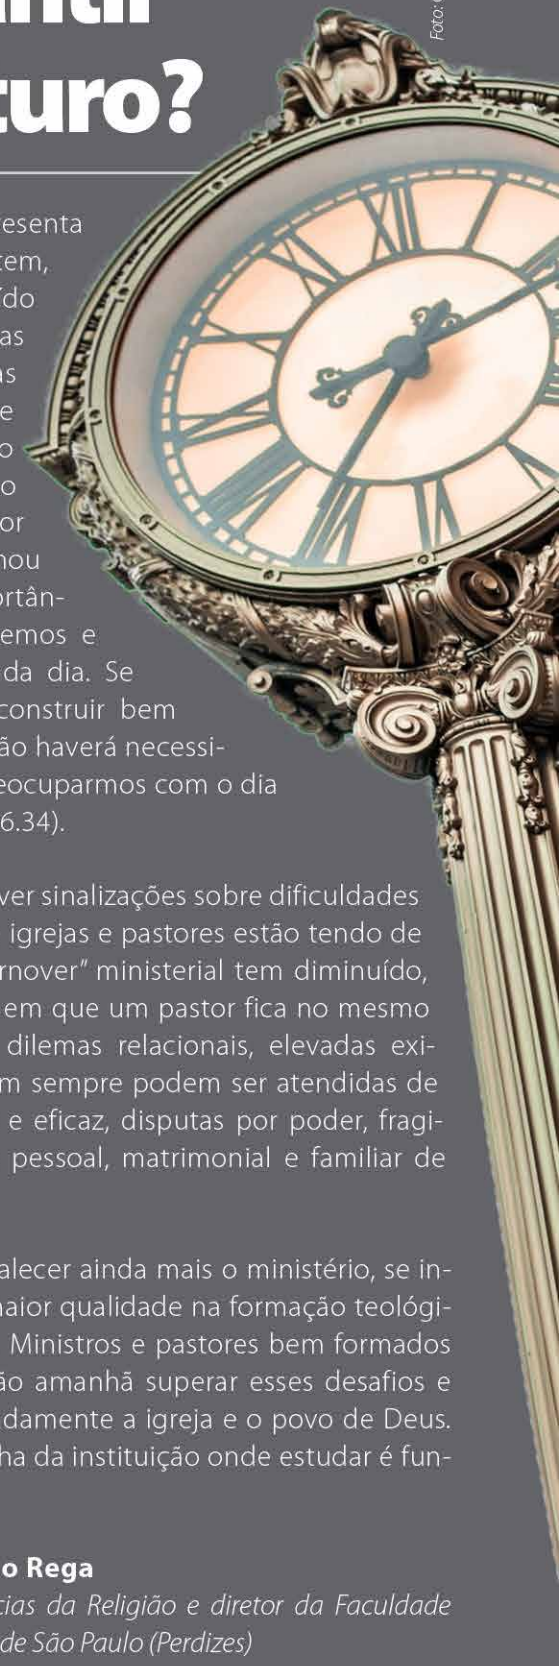 turo?
Foto:
resenta
tem,
ído
as
as
e
o
o
or
nou
ortân-
emos e
da dia. Se
construir bem
ão haverá necessi-
eocuparmos com o dia
6.34).
ver sinalizações sobre dificuldades
igrejas e pastores estão tendo de
rnover” ministerial tem diminuído,
em que um pastor fica no mesmo
dilemas relacionais, elevadas exi-
m sempre podem ser atendidas de
e eficaz, disputas por poder, fragi-
pessoal, matrimonial e familiar de
alecer ainda mais o ministério, se in-
naior qualidade na formação teológi-
Ministros e pastores bem formados
ão amanhã superar esses desafios e
adamente a igreja e o povo de Deus.
ha da instituição onde estudar é fun-
o Rega
cias da Religião e diretor da Faculdade
de São Paulo (Perdizes)